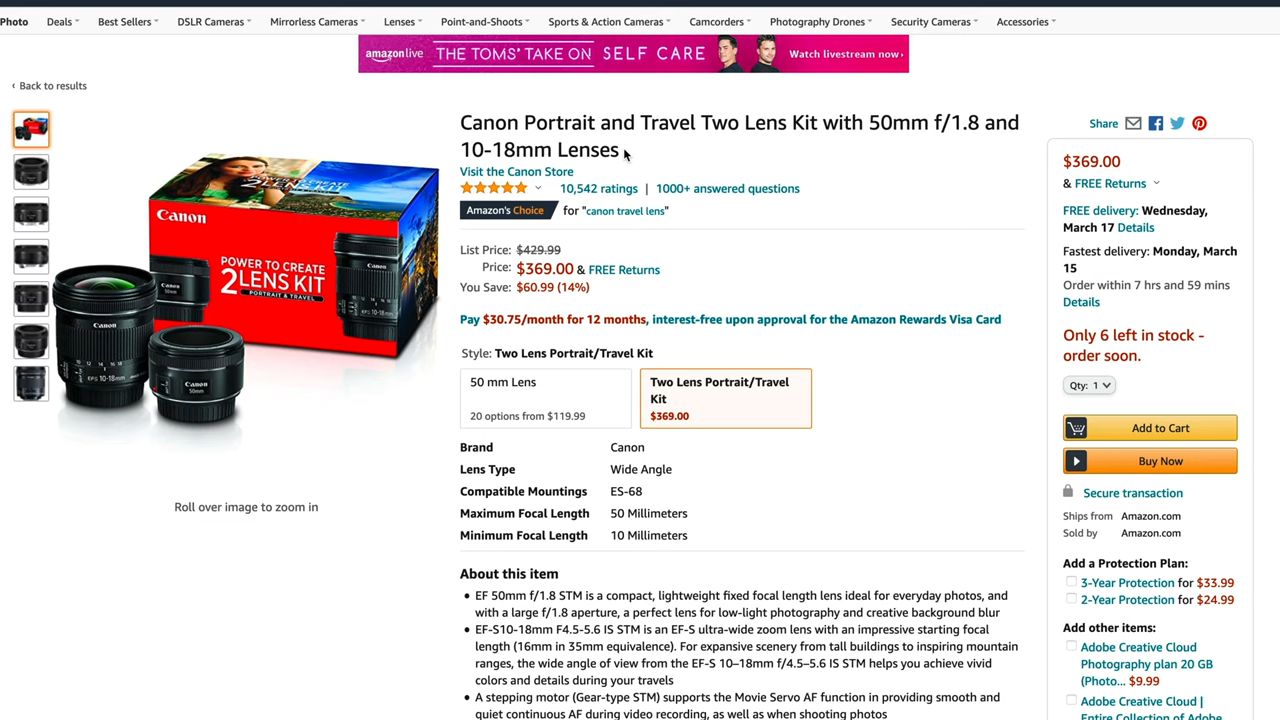 Photo Deals Best Sellers DSLR Cameras Mirrorless Cameras Lenses Point-and-Shoots Sports & Action Cameras Camcorders Photography Drones Security Cameras Accessories
amazonlive THE TOMS' TAKE ON SELF CARE Watch livestream now ›
‹ Back to results
Canon Portrait and Travel Two Lens Kit with 50mm f/1.8 and
10-18mm Lenses
Visit the Canon Store
10,542 ratings | 1000+ answered questions
Amazon's Choice for "canon travel lens"
List Price: $429.99
Price: $369.00 & FREE Returns
You Save: $60.99 (14%)
Pay $30.75/month for 12 months, interest-free upon approval for the Amazon Rewards Visa Card
Style: Two Lens Portrait/Travel Kit
50 mm Lens
20 options from $119.99
Two Lens Portrait/Travel
Kit
$369.00
Brand Canon
Lens Type Wide Angle
Compatible Mountings ES-68
Maximum Focal Length 50 Millimeters
Minimum Focal Length 10 Millimeters
About this item
• EF 50mm f/1.8 STM is a compact, lightweight fixed focal length lens ideal for everyday photos, and
with a large f/1.8 aperture, a perfect lens for low-light photography and creative background blur
• EF-S10-18mm F4.5-5.6 IS STM is an EF-S ultra-wide zoom lens with an impressive starting focal
length (16mm in 35mm equivalence). For expansive scenery from tall buildings to inspiring mountain
ranges, the wide angle of view from the EF-S 10–18mm f/4.5–5.6 IS STM helps you achieve vivid
colors and details during your travels
• A stepping motor (Gear-type STM) supports the Movie Servo AF function in providing smooth and
quiet continuous AF during video recording, as well as when shooting photos
Canon
POWER TO CREATE
2LENS KIT
PORTRAIT & TRAVEL
Canon
Canon
50mm
Roll over image to zoom in
Share
$369.00
& FREE Returns
FREE delivery: Wednesday,
March 17 Details
Fastest delivery: Monday, March
15
Order within 7 hrs and 59 mins
Details
Only 6 left in stock -
order soon.
Qty: 1
Add to Cart
Buy Now
Secure transaction
Ships from Amazon.com
Sold by Amazon.com
Add a Protection Plan:
3-Year Protection for $33.99
2-Year Protection for $24.99
Add other items:
Adobe Creative Cloud
Photography plan 20 GB
(Photo... $9.99
Adobe Creative Cloud |
Entire Collection of Adobe